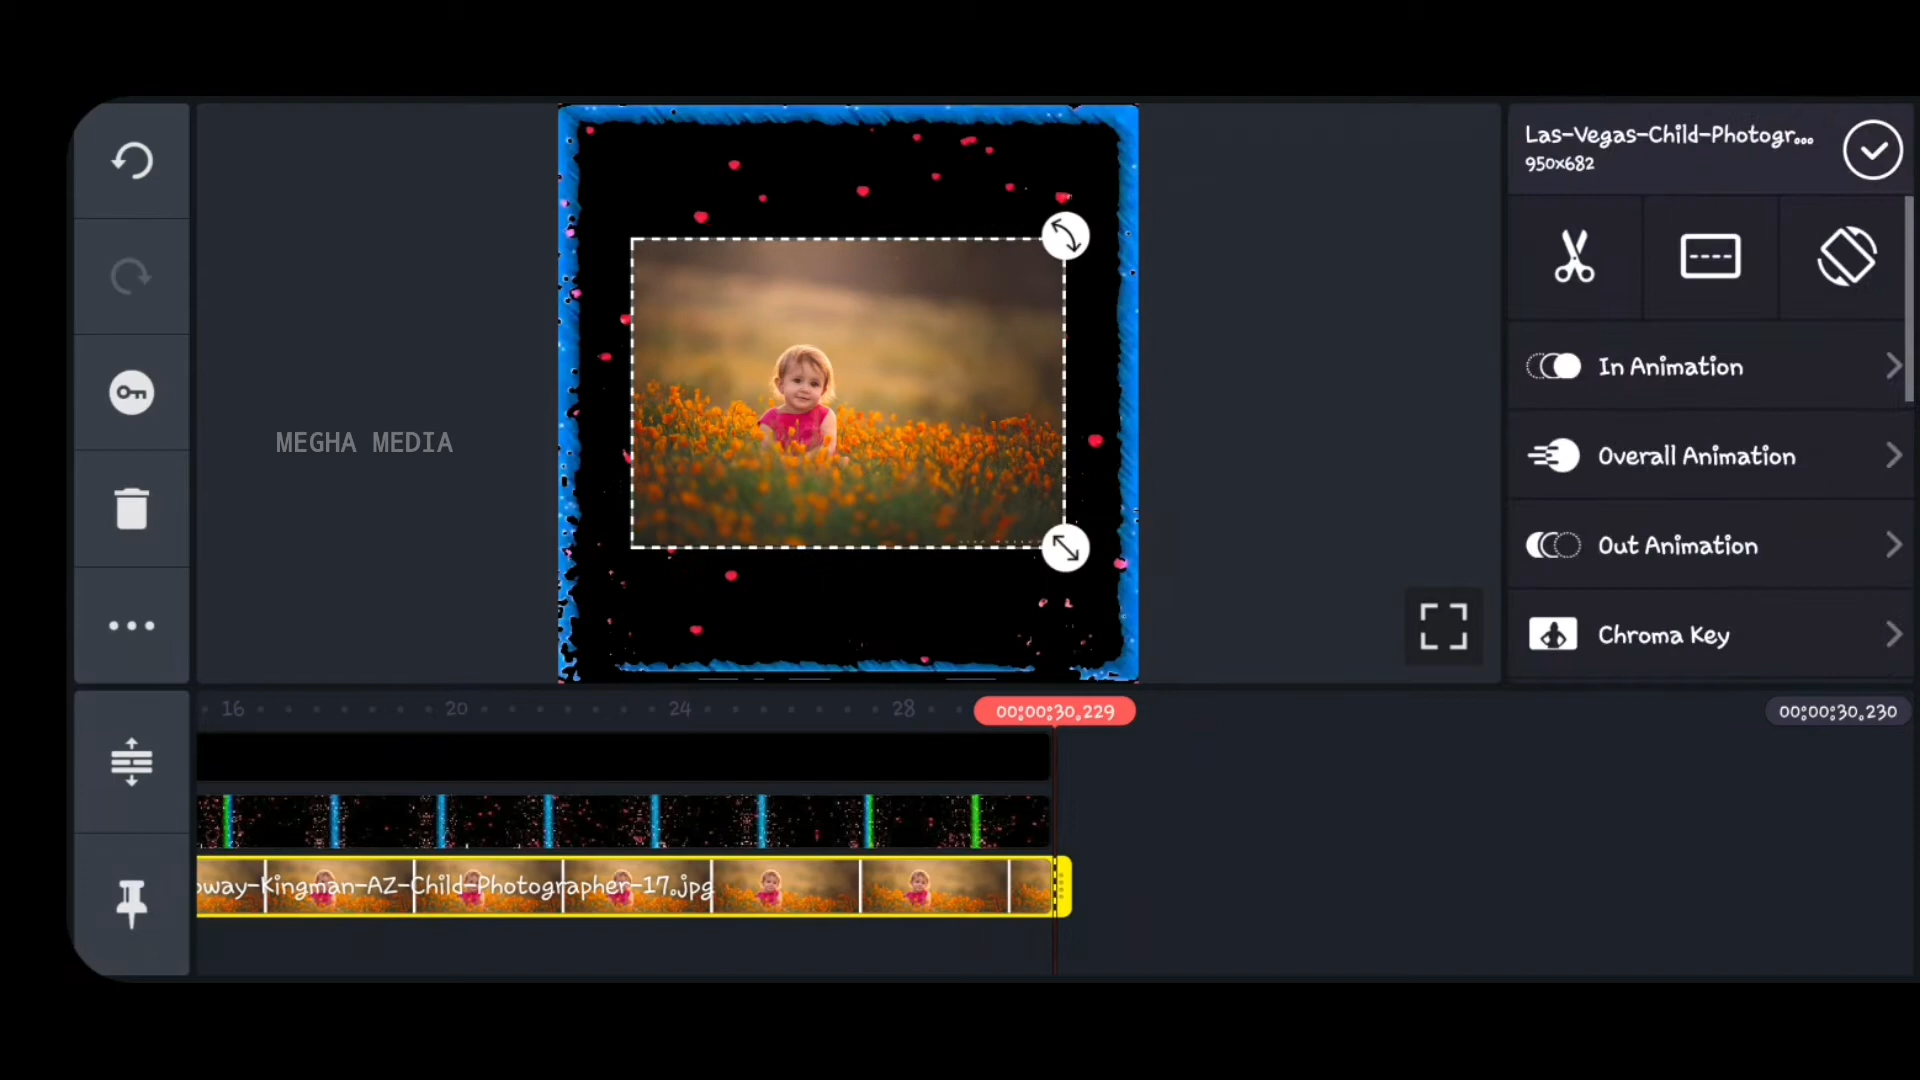 Las-Vegas-Child-Photogr...
950x682
In Animation
Overall Animation
Out Animation
Chroma Key
MEGHA MEDIA
16
20
24
28
00:00:30.229
00:00:30.230
oway-Kingman-AZ-Child-Photographer-17.jpg